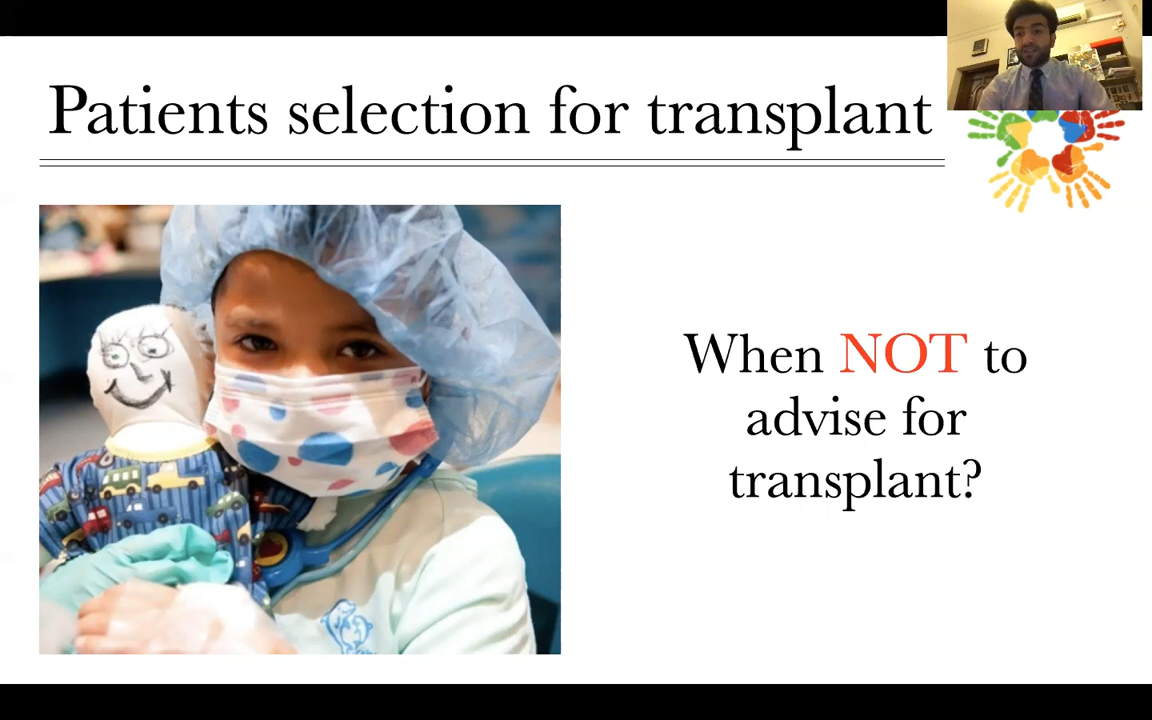 Patients selection for transplant
When NOT to
advise for
transplant?